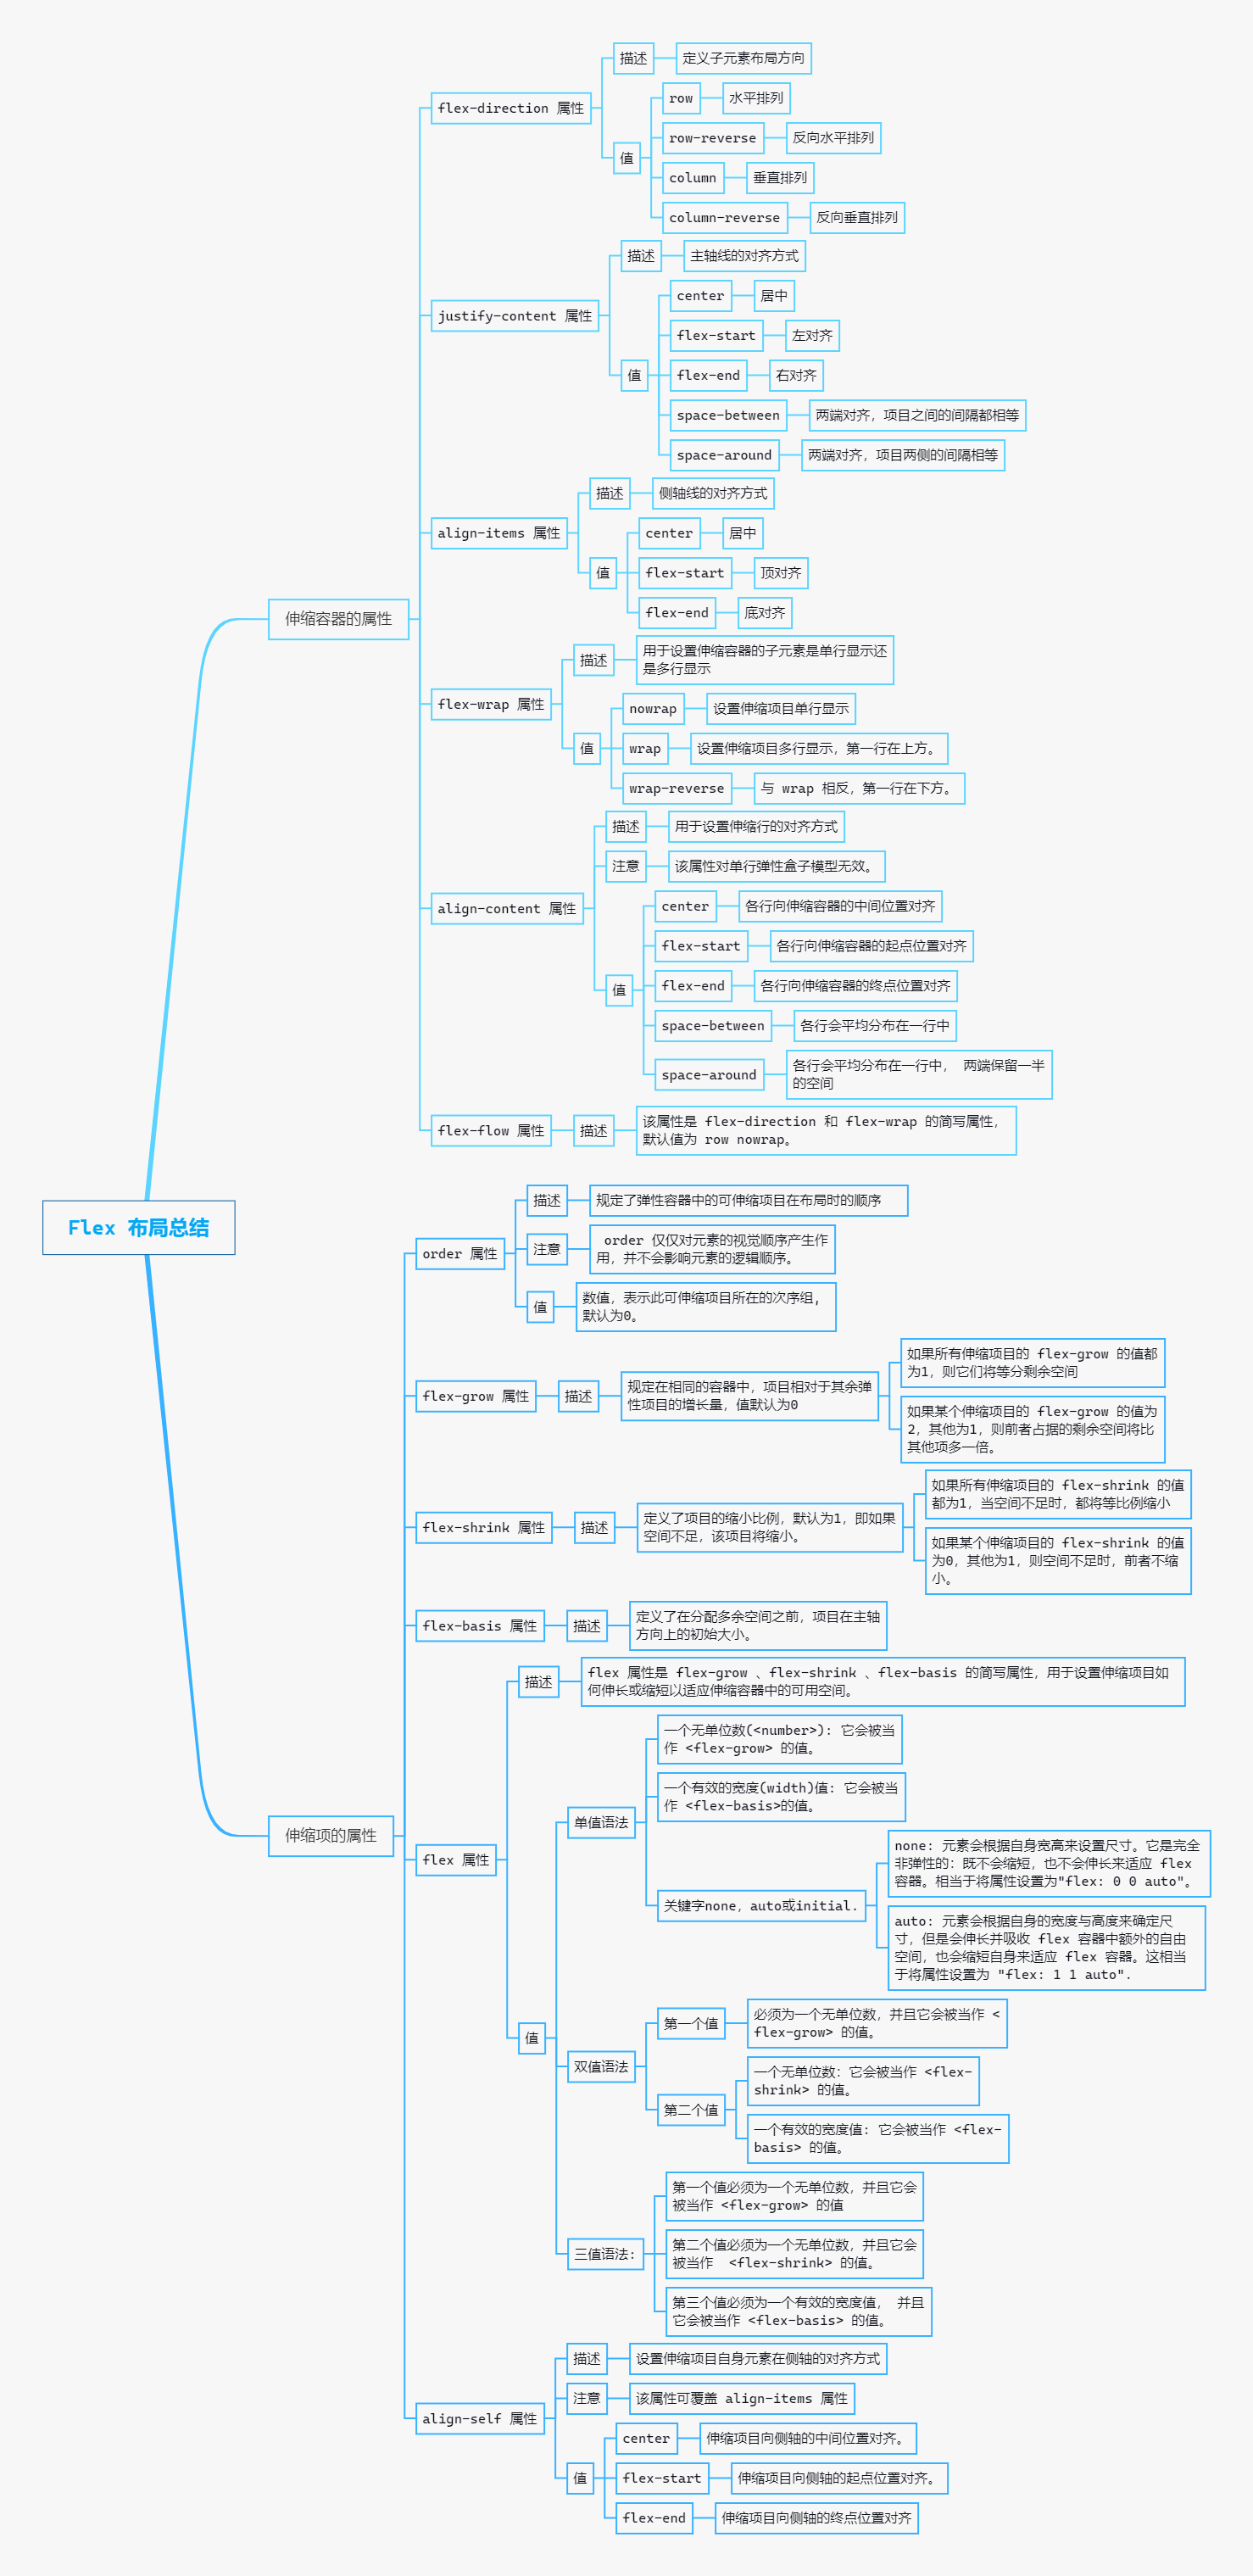 Flex 布局总结
伸缩容器的属性
flex-direction 属性
描述
定义子元素布局方向
值
row
水平排列
row-reverse
反向水平排列
column
垂直排列
column-reverse
反向垂直排列
justify-content 属性
描述
主轴线的对齐方式
值
center
居中
flex-start
左对齐
flex-end
右对齐
space-between
两端对齐，项目之间的间隔都相等
space-around
两端对齐，项目两侧的间隔相等
align-items 属性
描述
侧轴线的对齐方式
值
center
居中
flex-start
顶对齐
flex-end
底对齐
flex-wrap 属性
描述
用于设置伸缩容器的子元素是单行显示还
是多行显示
值
nowrap
设置伸缩项目单行显示
wrap
设置伸缩项目多行显示，第一行在上方。
wrap-reverse
与 wrap 相反，第一行在下方。
align-content 属性
描述
用于设置伸缩行的对齐方式
注意
该属性对单行弹性盒子模型无效。
值
center
各行向伸缩容器的中间位置对齐
flex-start
各行向伸缩容器的起点位置对齐
flex-end
各行向伸缩容器的终点位置对齐
space-between
各行会平均分布在一行中
space-around
各行会平均分布在一行中， 两端保留一半
的空间
flex-flow 属性
描述
该属性是 flex-direction 和 flex-wrap 的简写属性，
默认值为 row nowrap。
伸缩项的属性
order 属性
描述
规定了弹性容器中的可伸缩项目在布局时的顺序
注意
order 仅仅对元素的视觉顺序产生作
用，并不会影响元素的逻辑顺序。
值
数值，表示此可伸缩项目所在的次序组，
默认为0。
flex-grow 属性
描述
规定在相同的容器中，项目相对于其余弹
性项目的增长量，值默认为0
如果所有伸缩项目的 flex-grow 的值都
为1，则它们将等分剩余空间
如果某个伸缩项目的 flex-grow 的值为
2，其他为1，则前者占据的剩余空间将比
其他项多一倍。
flex-shrink 属性
描述
定义了项目的缩小比例，默认为1，即如果
空间不足，该项目将缩小。
如果所有伸缩项目的 flex-shrink 的值
都为1，当空间不足时，都将等比例缩小
如果某个伸缩项目的 flex-shrink 的值
为0，其他为1，则空间不足时，前者不缩
小。
flex-basis 属性
描述
定义了在分配多余空间之前，项目在主轴
方向上的初始大小。
flex 属性
描述
flex 属性是 flex-grow 、flex-shrink 、flex-basis 的简写属性，用于设置伸缩项目如
何伸长或缩短以适应伸缩容器中的可用空间。
值
单值语法
一个无单位数(<number>): 它会被当
作 <flex-grow> 的值。
一个有效的宽度(width)值: 它会被当
作 <flex-basis>的值。
关键字none，auto或initial.
none: 元素会根据自身宽高来设置尺寸。它是完全
非弹性的：既不会缩短，也不会伸长来适应 flex
容器。相当于将属性设置为"flex: 0 0 auto"。
auto: 元素会根据自身的宽度与高度来确定尺
寸，但是会伸长并吸收 flex 容器中额外的自由
空间，也会缩短自身来适应 flex 容器。这相当
于将属性设置为 "flex: 1 1 auto".
双值语法
第一个值
必须为一个无单位数，并且它会被当作 <
flex-grow> 的值。
第二个值
一个无单位数：它会被当作 <flex-
shrink> 的值。
一个有效的宽度值: 它会被当作 <flex-
basis> 的值。
三值语法:
第一个值必须为一个无单位数，并且它会
被当作 <flex-grow> 的值
第二个值必须为一个无单位数，并且它会
被当作  <flex-shrink> 的值。
第三个值必须为一个有效的宽度值， 并且
它会被当作 <flex-basis> 的值。
align-self 属性
描述
设置伸缩项目自身元素在侧轴的对齐方式
注意
该属性可覆盖 align-items 属性
值
center
伸缩项目向侧轴的中间位置对齐。
flex-start
伸缩项目向侧轴的起点位置对齐。
flex-end
伸缩项目向侧轴的终点位置对齐